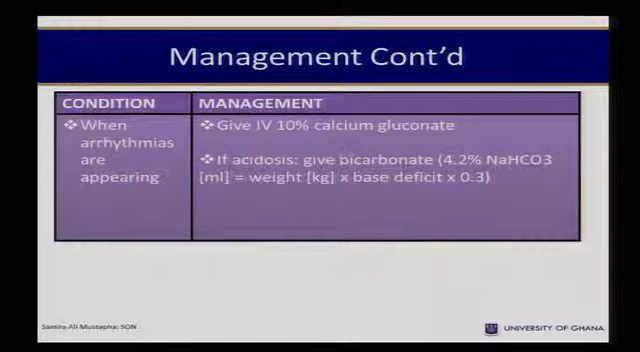 Management Cont'd
CONDITION
MANAGEMENT
❖When
arrhythmias
are
appearing
❖Give IV 10% calcium gluconate
❖If acidosis: give bicarbonate (4.2% NaHCO3
[ml] = weight [kg] x base deficit x 0.3)
Samira Ali Mustapha: SON
UNIVERSITY OF GHANA